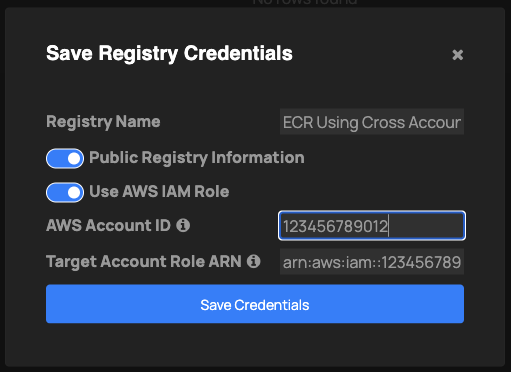 No rows found
Save Registry Credentials
Registry Name ECR Using Cross Accour
Public Registry Information
Use AWS IAM Role
AWS Account ID 123456789012
Target Account Role ARN arn:aws:iam::123456789
Save Credentials